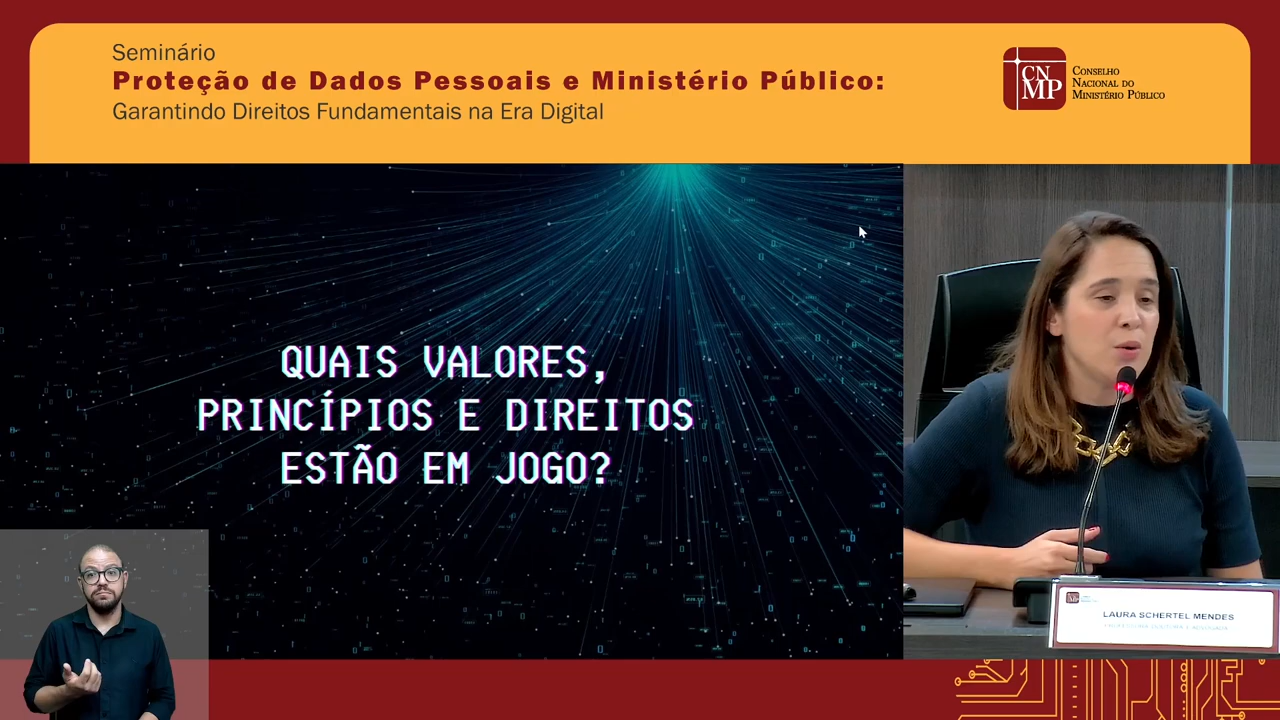 Seminário
Proteção de Dados Pessoais e Ministério Público:
Garantindo Direitos Fundamentais na Era Digital
CN
MP
Conselho
Nacional do
Ministério Público
QUAIS VALORES,
PRINCÍPIOS E DIREITOS
ESTÃO EM JOGO?
LAURA SCHERTEL MENDES